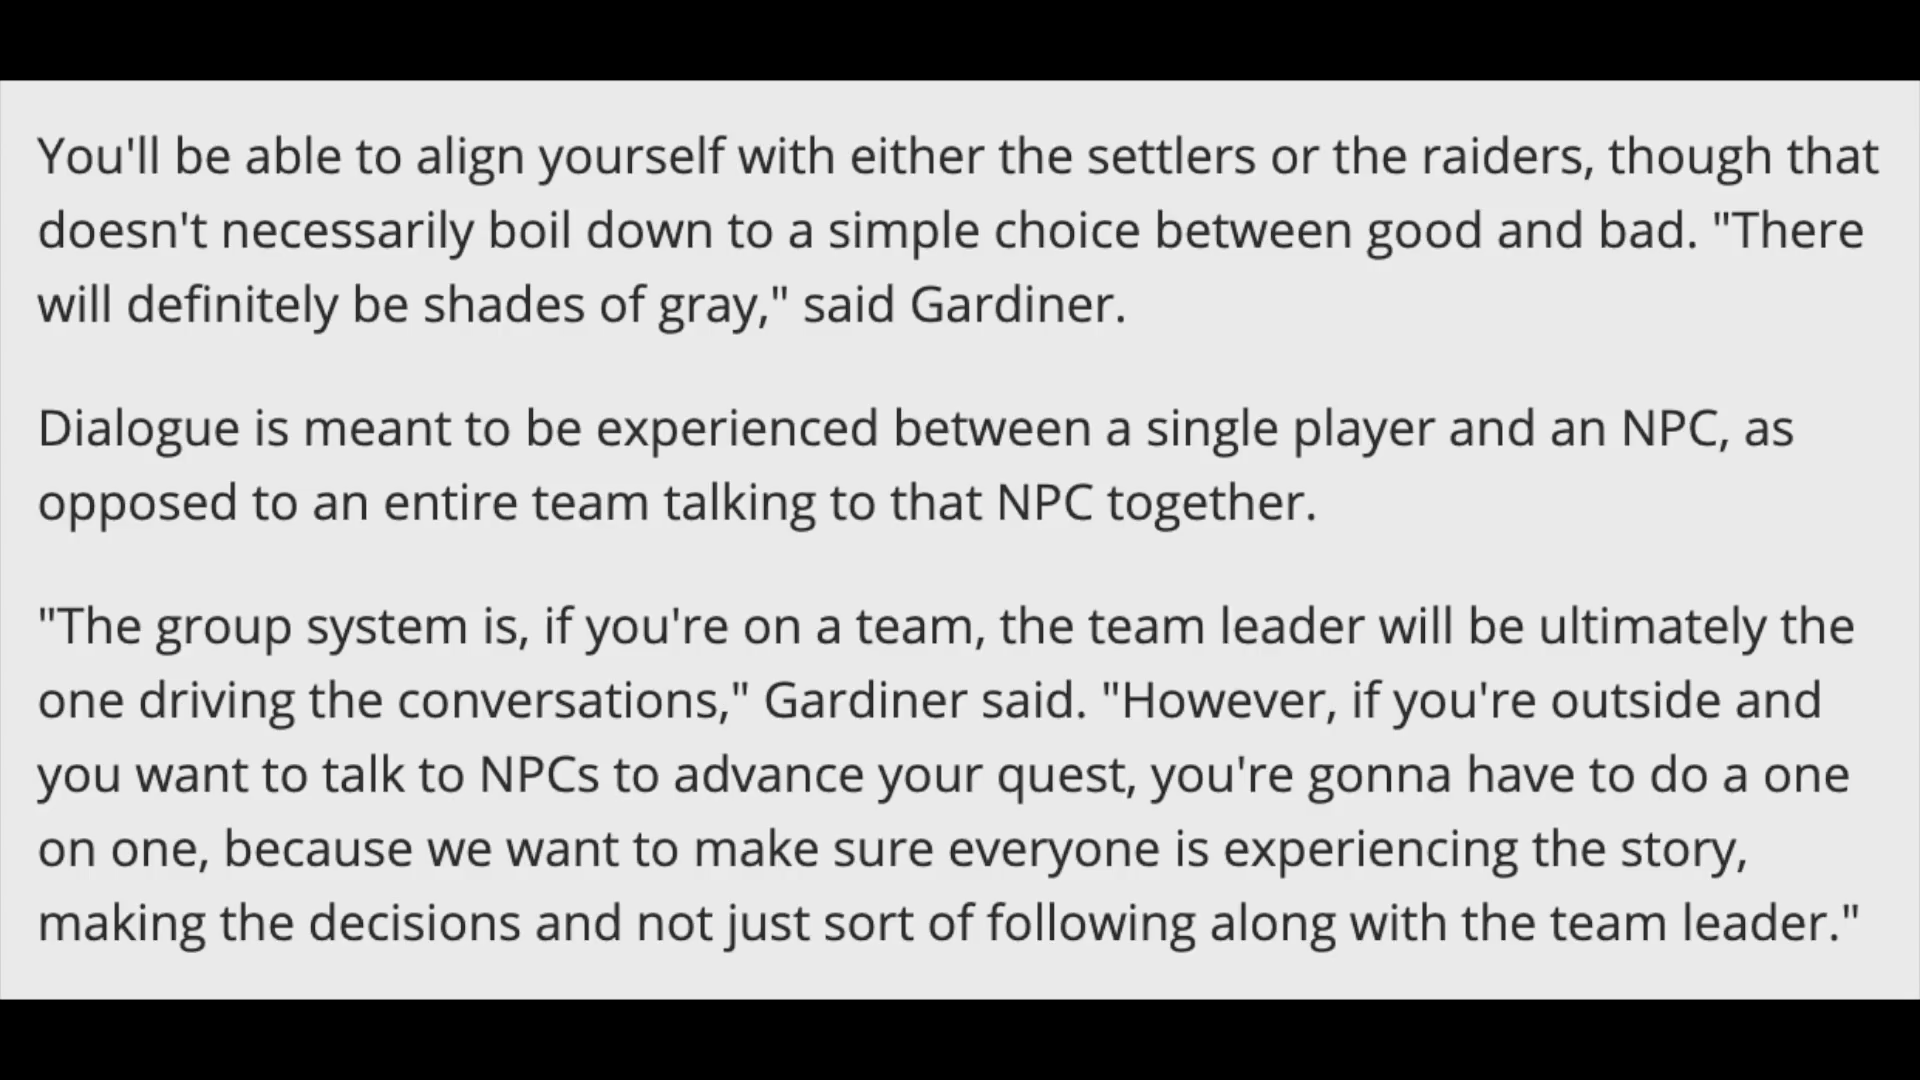 You'll be able to align yourself with either the settlers or the raiders, though that
doesn't necessarily boil down to a simple choice between good and bad. "There
will definitely be shades of gray," said Gardiner.
Dialogue is meant to be experienced between a single player and an NPC, as
opposed to an entire team talking to that NPC together.
"The group system is, if you're on a team, the team leader will be ultimately the
one driving the conversations," Gardiner said. "However, if you're outside and
you want to talk to NPCs to advance your quest, you're gonna have to do a one
on one, because we want to make sure everyone is experiencing the story,
making the decisions and not just sort of following along with the team leader."